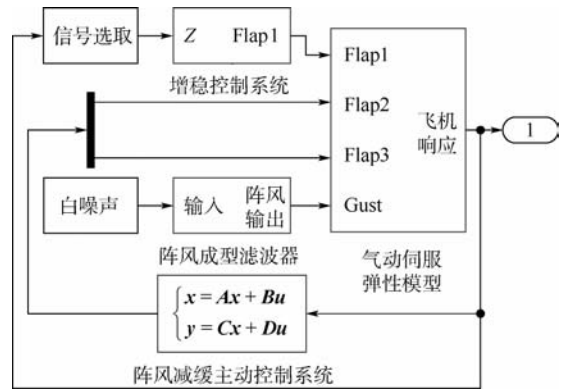 信号选取
Z Flap1
增稳控制系统
Flap1
Flap2
Flap3
Gust
飞机
响应
1
白噪声
输入
阵风
输出
阵风成型滤波器
气动伺服
弹性模型
x = Ax + Bu
y = Cx + Du
阵风减缓主动控制系统